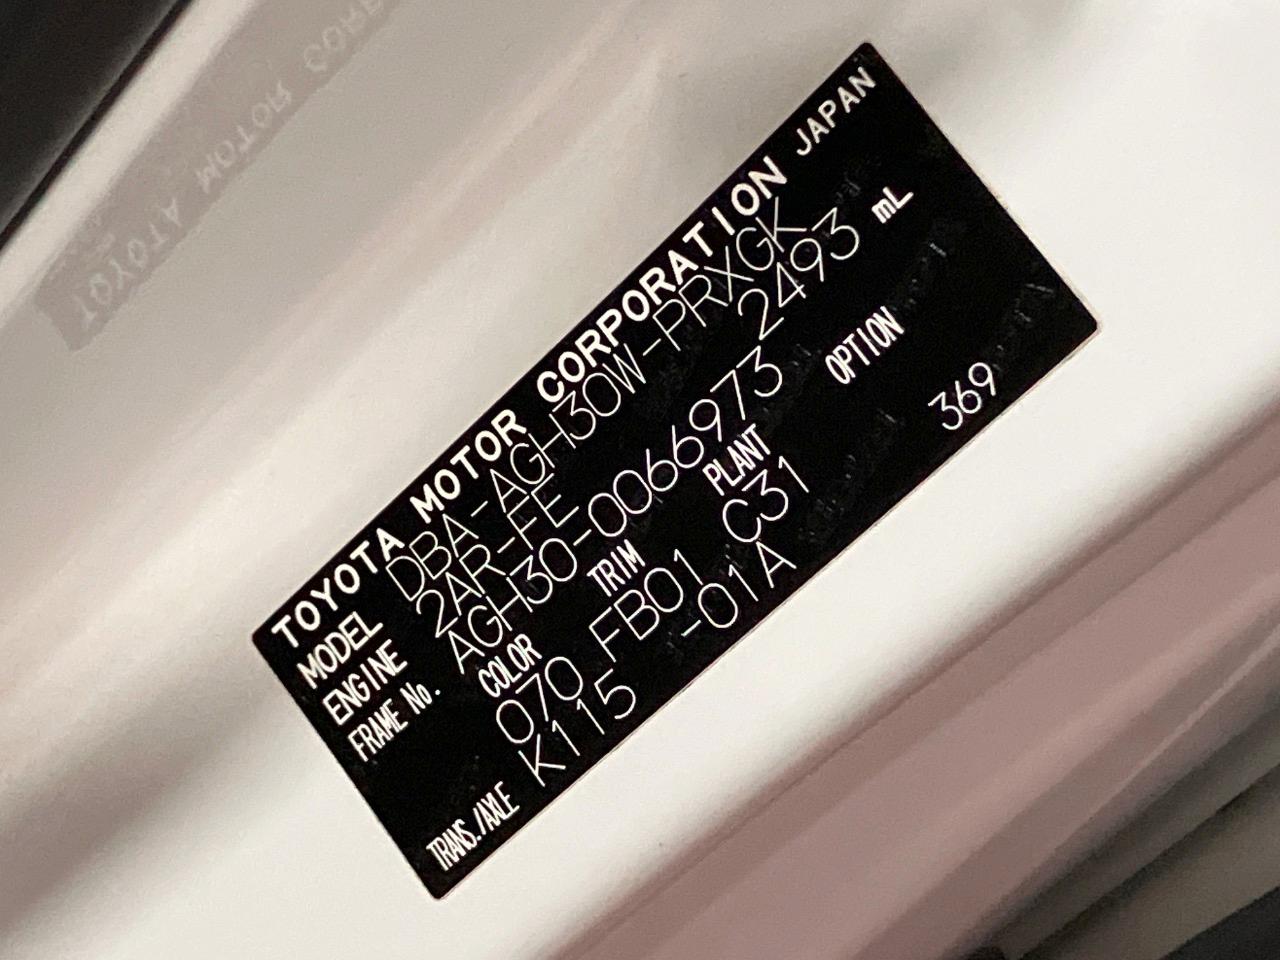 TOYOTA MOTOR CORPORATION JAPAN
MODEL DBA-AGH30W-PRXGK
ENGINE 2AR-FE 2493 mL
FRAME No. AGH30-0066973
COLOR TRIM PLANT OPTION
070 FB01 C31 369
TRANS./AXLE K115 -01A
TOYOTA MOTOR CORP